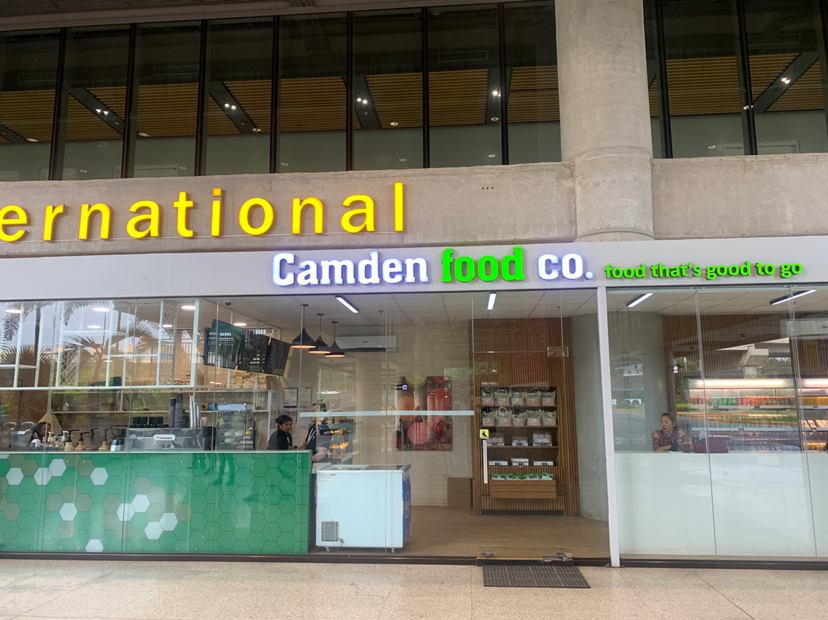 ernational
Camden food co. food that's good to go